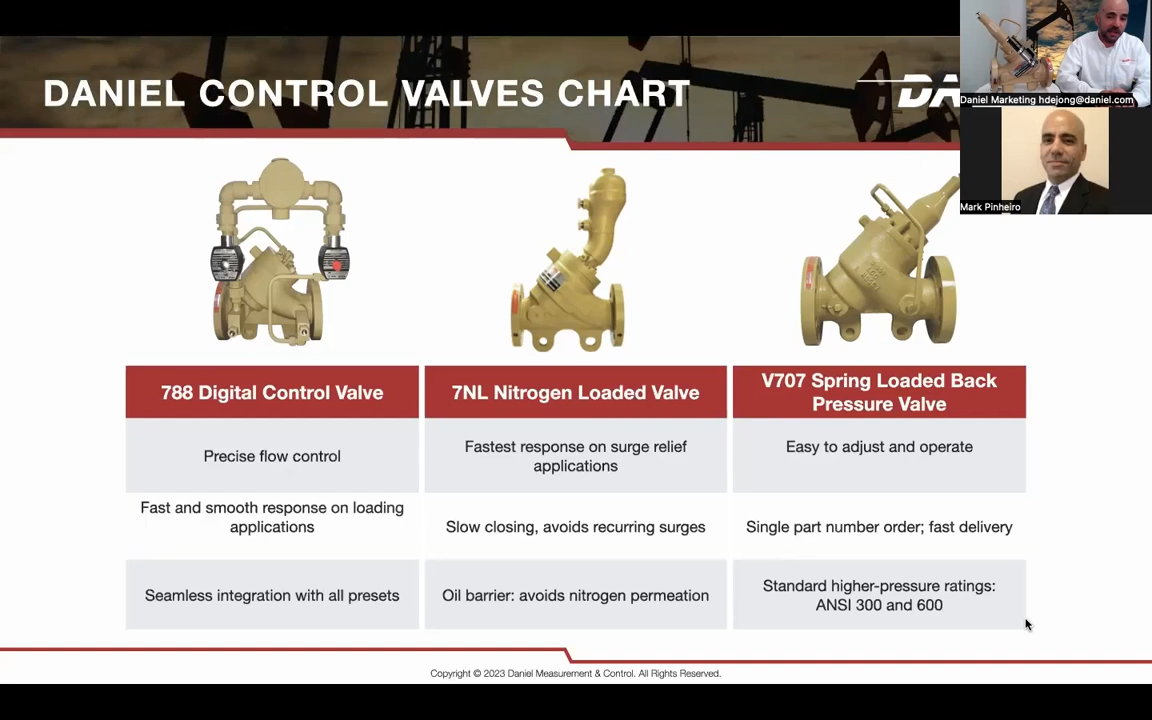 DANIEL CONTROL VALVES CHART
DA
Daniel Marketing hdejong@daniel.com
Mark Pinheiro
788 Digital Control Valve
7NL Nitrogen Loaded Valve
V707 Spring Loaded Back
Pressure Valve
Precise flow control
Fastest response on surge relief
applications
Easy to adjust and operate
Fast and smooth response on loading
applications
Slow closing, avoids recurring surges
Single part number order; fast delivery
Seamless integration with all presets
Oil barrier: avoids nitrogen permeation
Standard higher-pressure ratings:
ANSI 300 and 600
Copyright © 2023 Daniel Measurement & Control. All Rights Reserved.